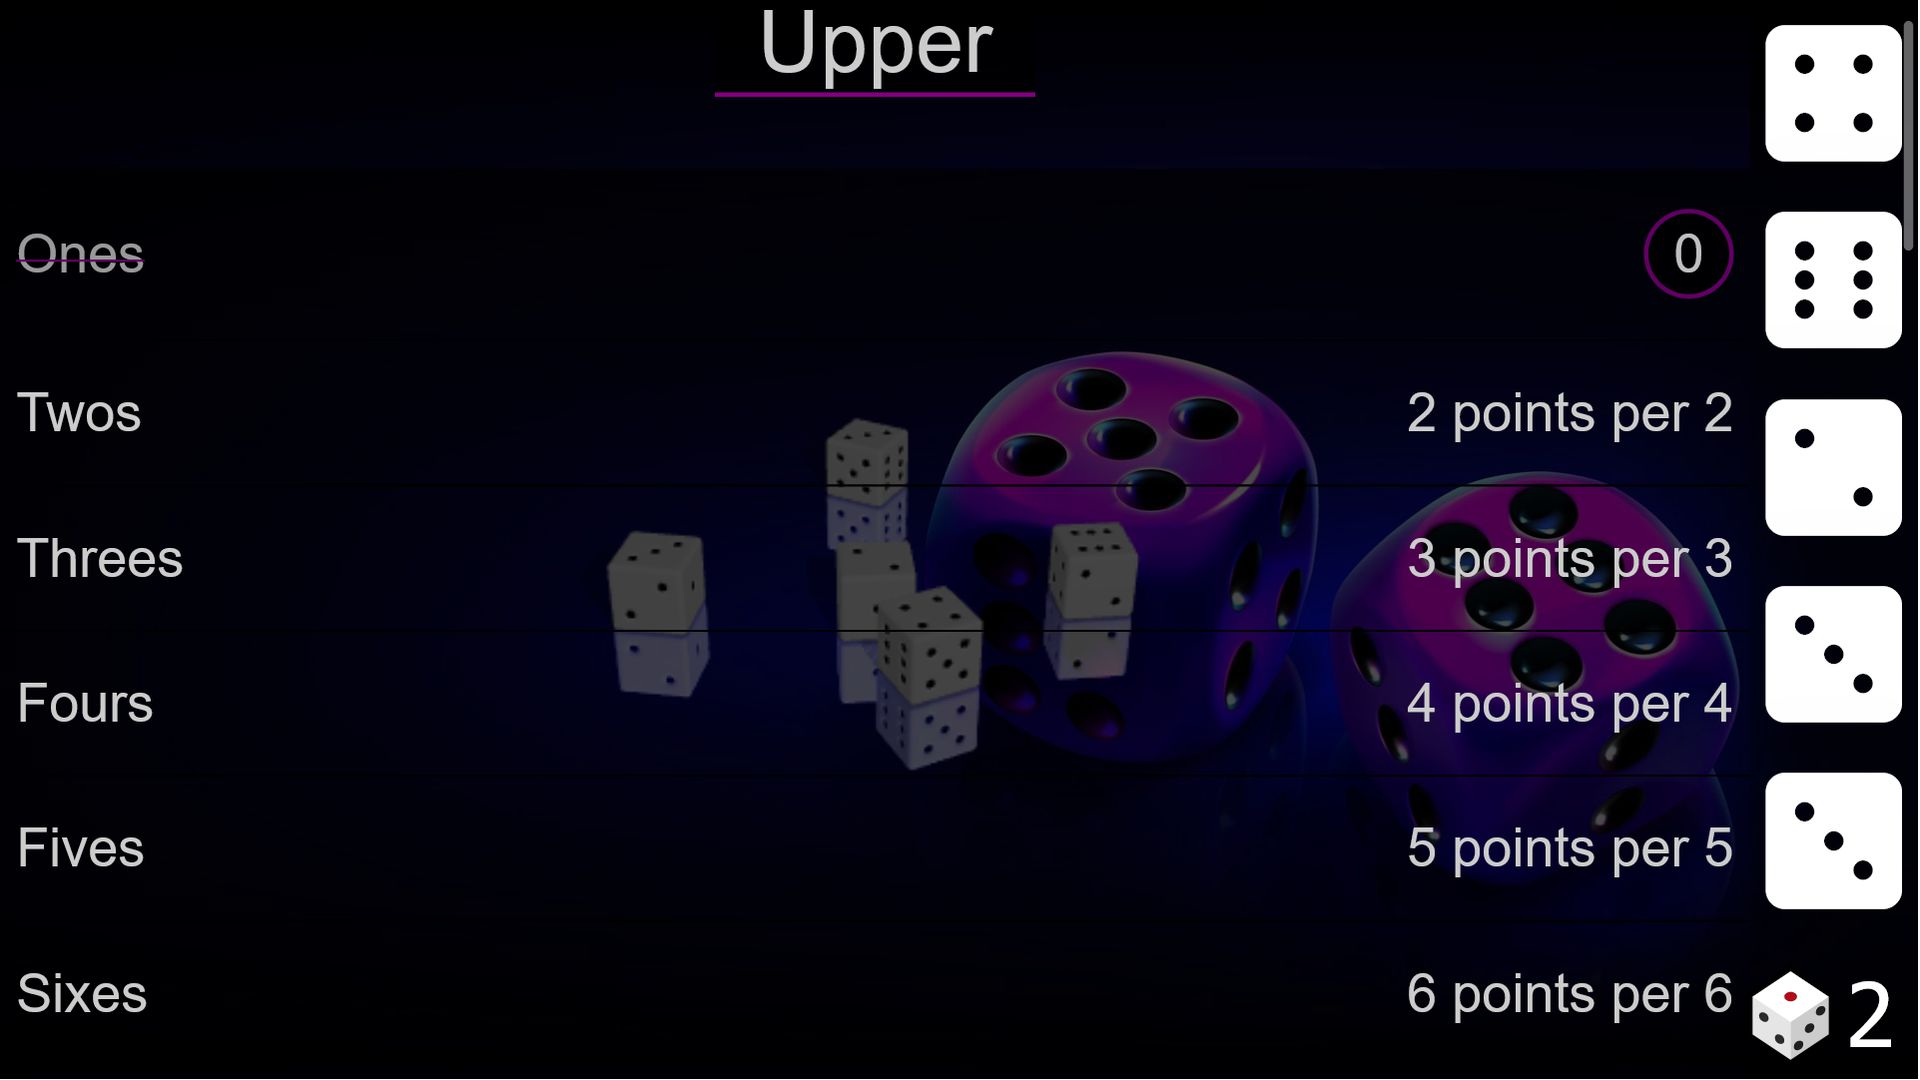 Upper
Ones 0
Twos 2 points per 2
Threes 3 points per 3
Fours 4 points per 4
Fives 5 points per 5
Sixes 6 points per 6
2